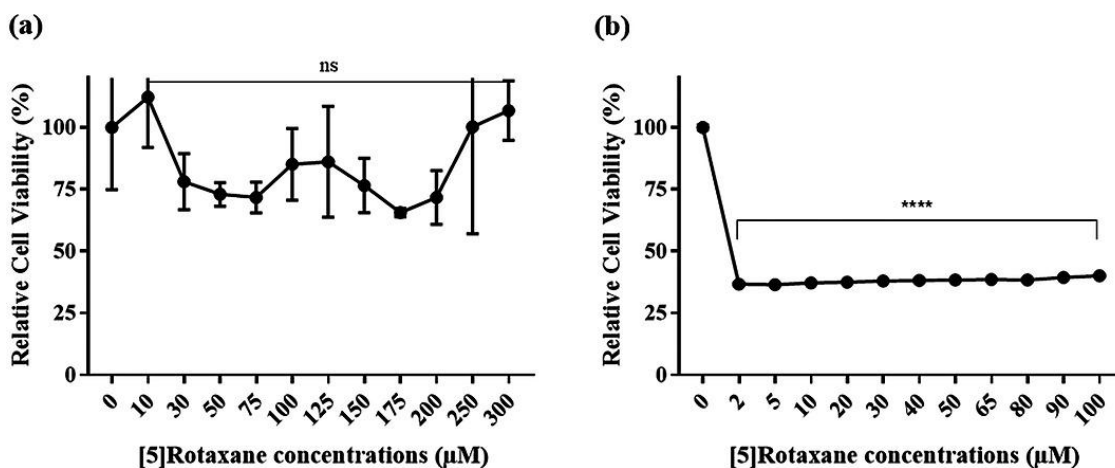 (a)
ns
Relative Cell Viability (%)
100
75
50
25
0
0 10 30 50 75 100 125 150 175 200 250 300
[5]Rotaxane concentrations (μM)
(b)
Relative Cell Viability (%)
100
75
50
25
0
****
0 2 5 10 20 30 40 50 65 80 90 100
[5]Rotaxane concentrations (μM)